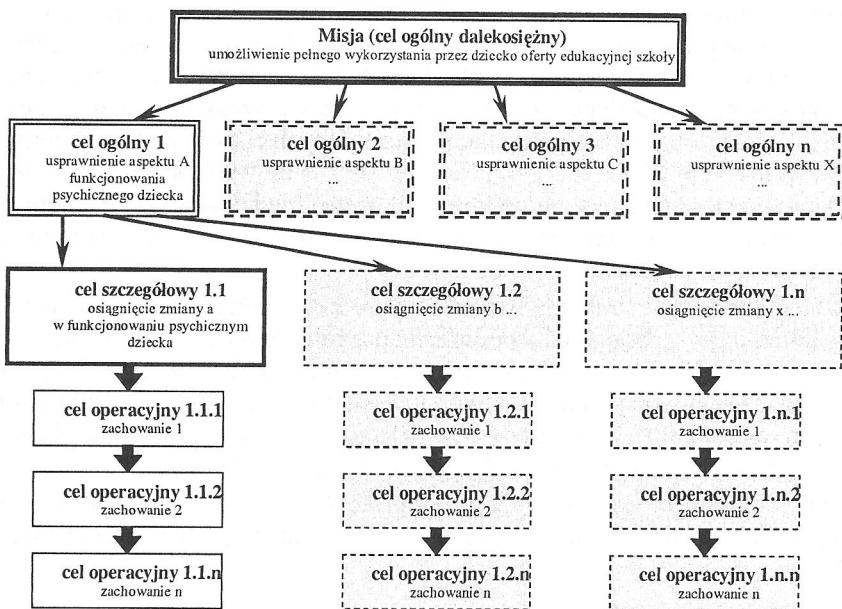 Misja (cel ogólny dalekosiężny)
umożliwienie pełnego wykorzystania przez dziecko oferty edukacyjnej szkoły
cel ogólny 1
usprawnienie aspektu A
funkcjonowania
psychicznego dziecka
cel ogólny 2
usprawnienie aspektu B
...
cel ogólny 3
usprawnienie aspektu C
...
cel ogólny n
usprawnienie aspektu X
...
cel szczegółowy 1.1
osiągnięcie zmiany a
w funkcjonowaniu psychicznym
dziecka
cel szczegółowy 1.2
osiągnięcie zmiany b ...
cel szczegółowy 1.n
osiągnięcie zmiany x ...
cel operacyjny 1.1.1
zachowanie 1
cel operacyjny 1.2.1
zachowanie 1
cel operacyjny 1.n.1
zachowanie 1
cel operacyjny 1.1.2
zachowanie 2
cel operacyjny 1.2.2
zachowanie 2
cel operacyjny 1.n.2
zachowanie 2
cel operacyjny 1.1.n
zachowanie n
cel operacyjny 1.2.n
zachowanie n
cel operacyjny 1.n.n
zachowanie n